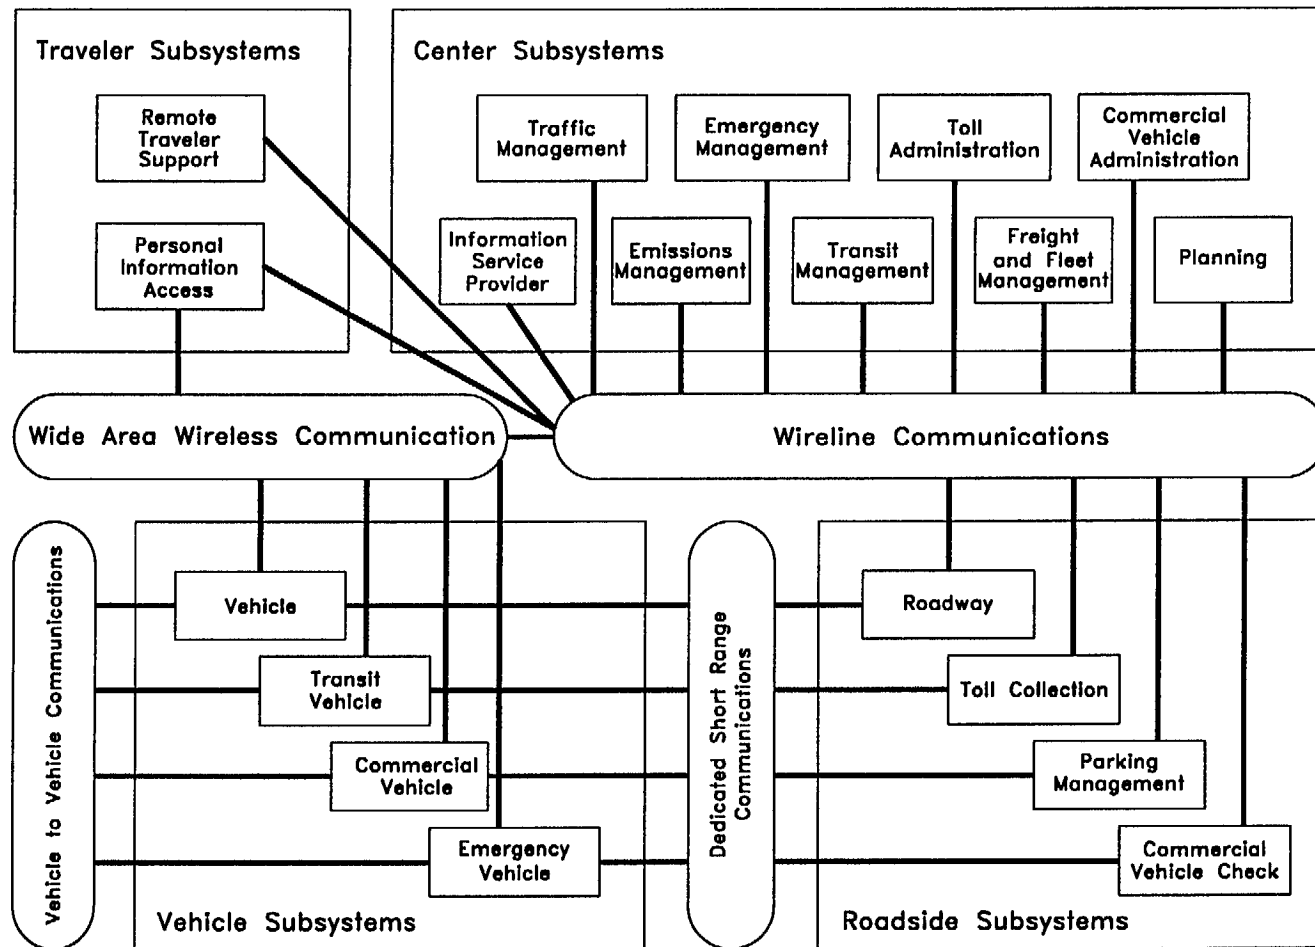 Traveler Subsystems
Remote
Traveler
Support
Personal
Information
Access
Center Subsystems
Traffic
Management
Emergency
Management
Toll
Administration
Commercial
Vehicle
Administration
Information
Service
Provider
Emissions
Management
Transit
Management
Freight
and Fleet
Management
Planning
Wide Area Wireless Communication
Wireline Communications
Vehicle to Vehicle Communications
Vehicle
Transit
Vehicle
Commercial
Vehicle
Emergency
Vehicle
Vehicle Subsystems
Dedicated Short Range
Communications
Roadway
Toll Collection
Parking
Management
Commercial
Vehicle Check
Roadside Subsystems